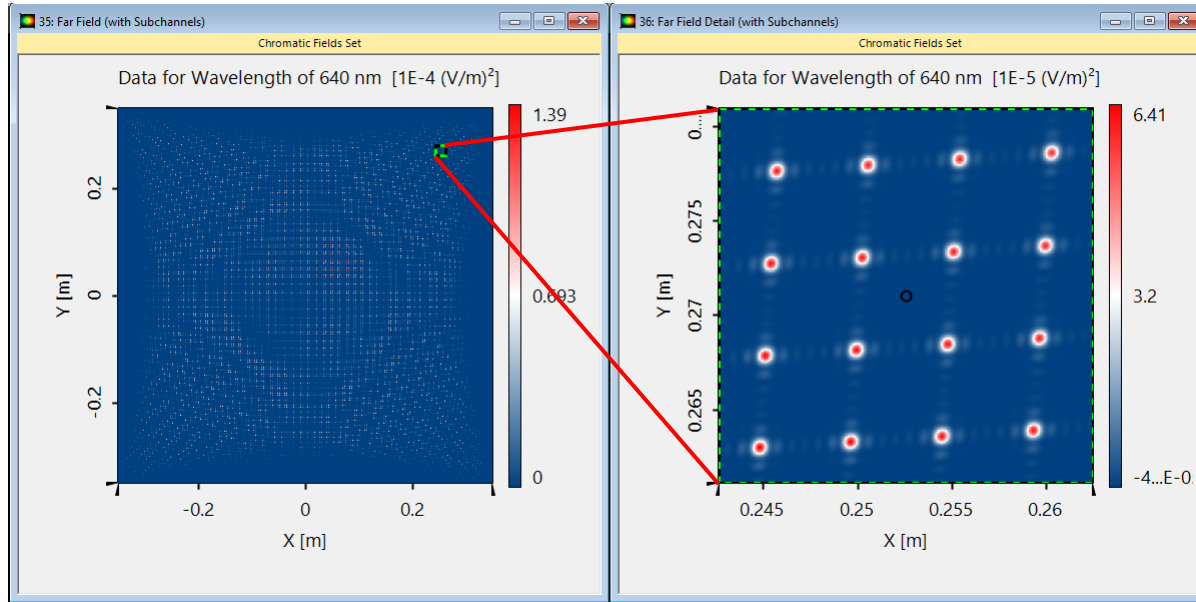 35: Far Field (with Subchannels)
Chromatic Fields Set
Data for Wavelength of 640 nm [1E-4 (V/m)²]
1.39
0.693
0
0.2
0
-0.2
Y [m]
-0.2
0
0.2
X [m]
36: Far Field Detail (with Subchannels)
Chromatic Fields Set
Data for Wavelength of 640 nm [1E-5 (V/m)²]
6.41
3.2
-4...E-0
0....
0.275
0.27
0.265
Y [m]
0.245
0.25
0.255
0.26
X [m]